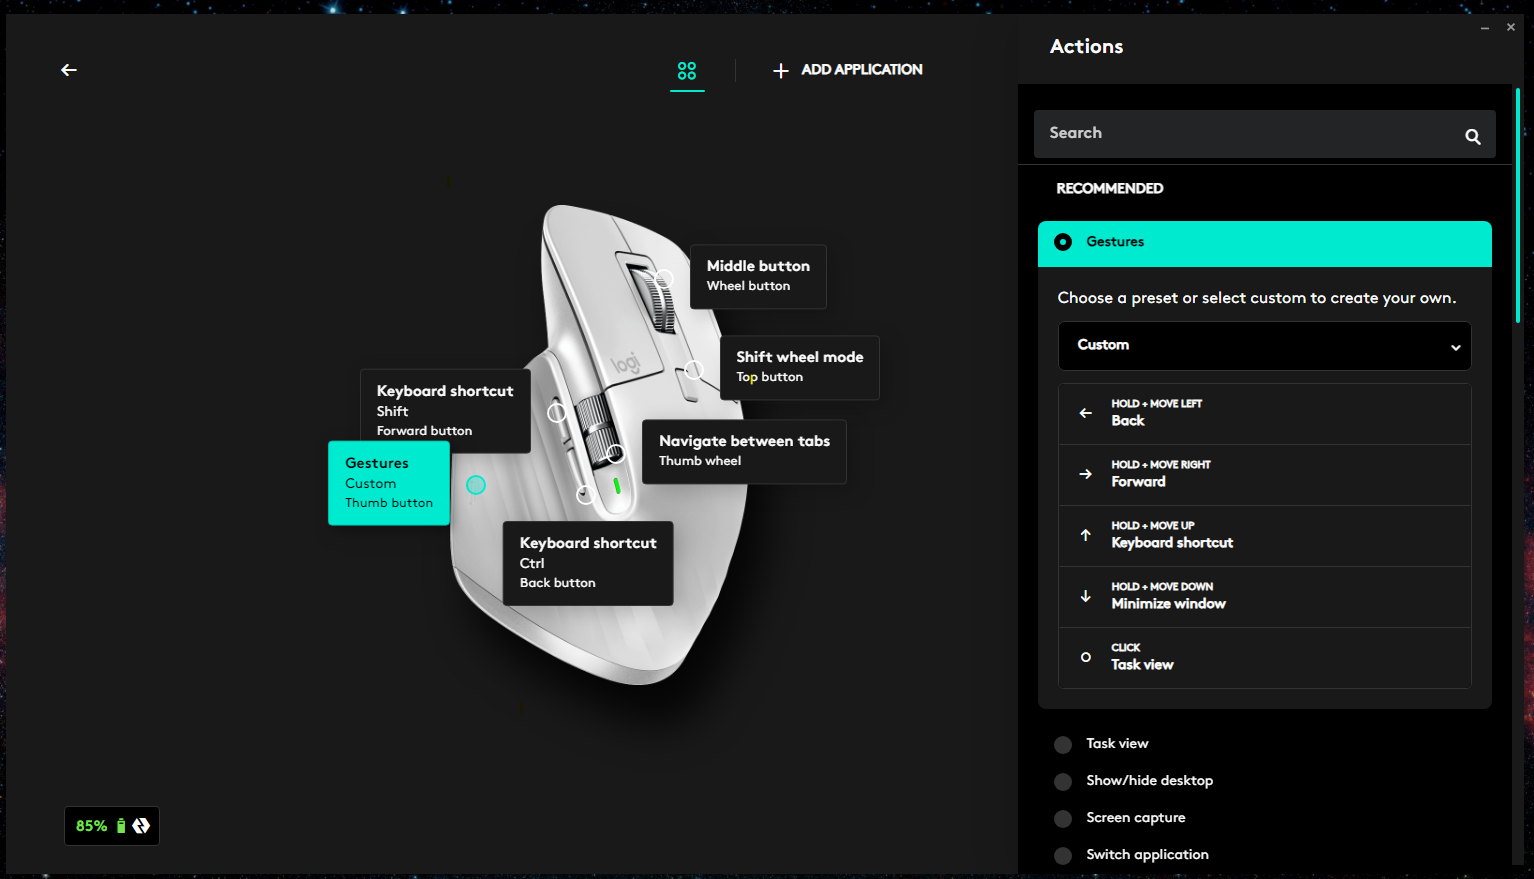 ADD APPLICATION
Middle button
Wheel button
logi
Shift wheel mode
Top button
Keyboard shortcut
Shift
Forward button
Navigate between tabs
Thumb wheel
Gestures
Custom
Thumb button
Keyboard shortcut
Ctrl
Back button
85%
Actions
Search
RECOMMENDED
Gestures
Choose a preset or select custom to create your own.
Custom
HOLD + MOVE LEFT
Back
HOLD + MOVE RIGHT
Forward
HOLD + MOVE UP
Keyboard shortcut
HOLD + MOVE DOWN
Minimize window
CLICK
Task view
Task view
Show/hide desktop
Screen capture
Switch application